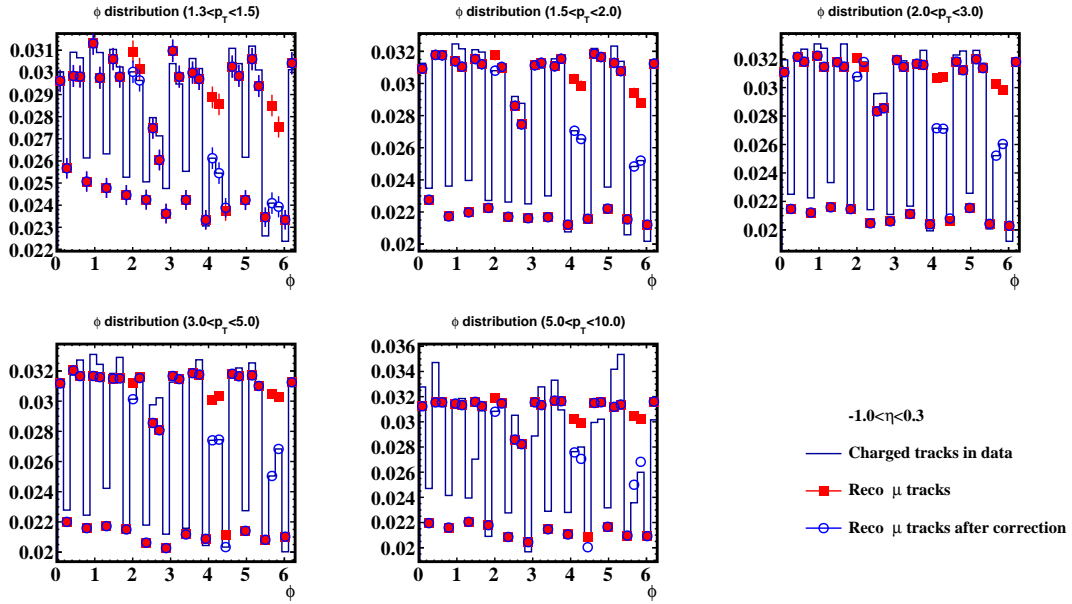 ϕ distribution (1.3<p_T<1.5)
0.031
0.03
0.029
0.028
0.027
0.026
0.025
0.024
0.023
0.022
0 1 2 3 4 5 6
ϕ
ϕ distribution (1.5<p_T<2.0)
0.032
0.03
0.028
0.026
0.024
0.022
0.02
0 1 2 3 4 5 6
ϕ
ϕ distribution (2.0<p_T<3.0)
0.032
0.03
0.028
0.026
0.024
0.022
0.02
0 1 2 3 4 5 6
ϕ
ϕ distribution (3.0<p_T<5.0)
0.032
0.03
0.028
0.026
0.024
0.022
0.02
0 1 2 3 4 5 6
ϕ
ϕ distribution (5.0<p_T<10.0)
0.036
0.034
0.032
0.03
0.028
0.026
0.024
0.022
0.02
0 1 2 3 4 5 6
ϕ
-1.0<η<0.3
Charged tracks in data
Reco μ tracks
Reco μ tracks after correction